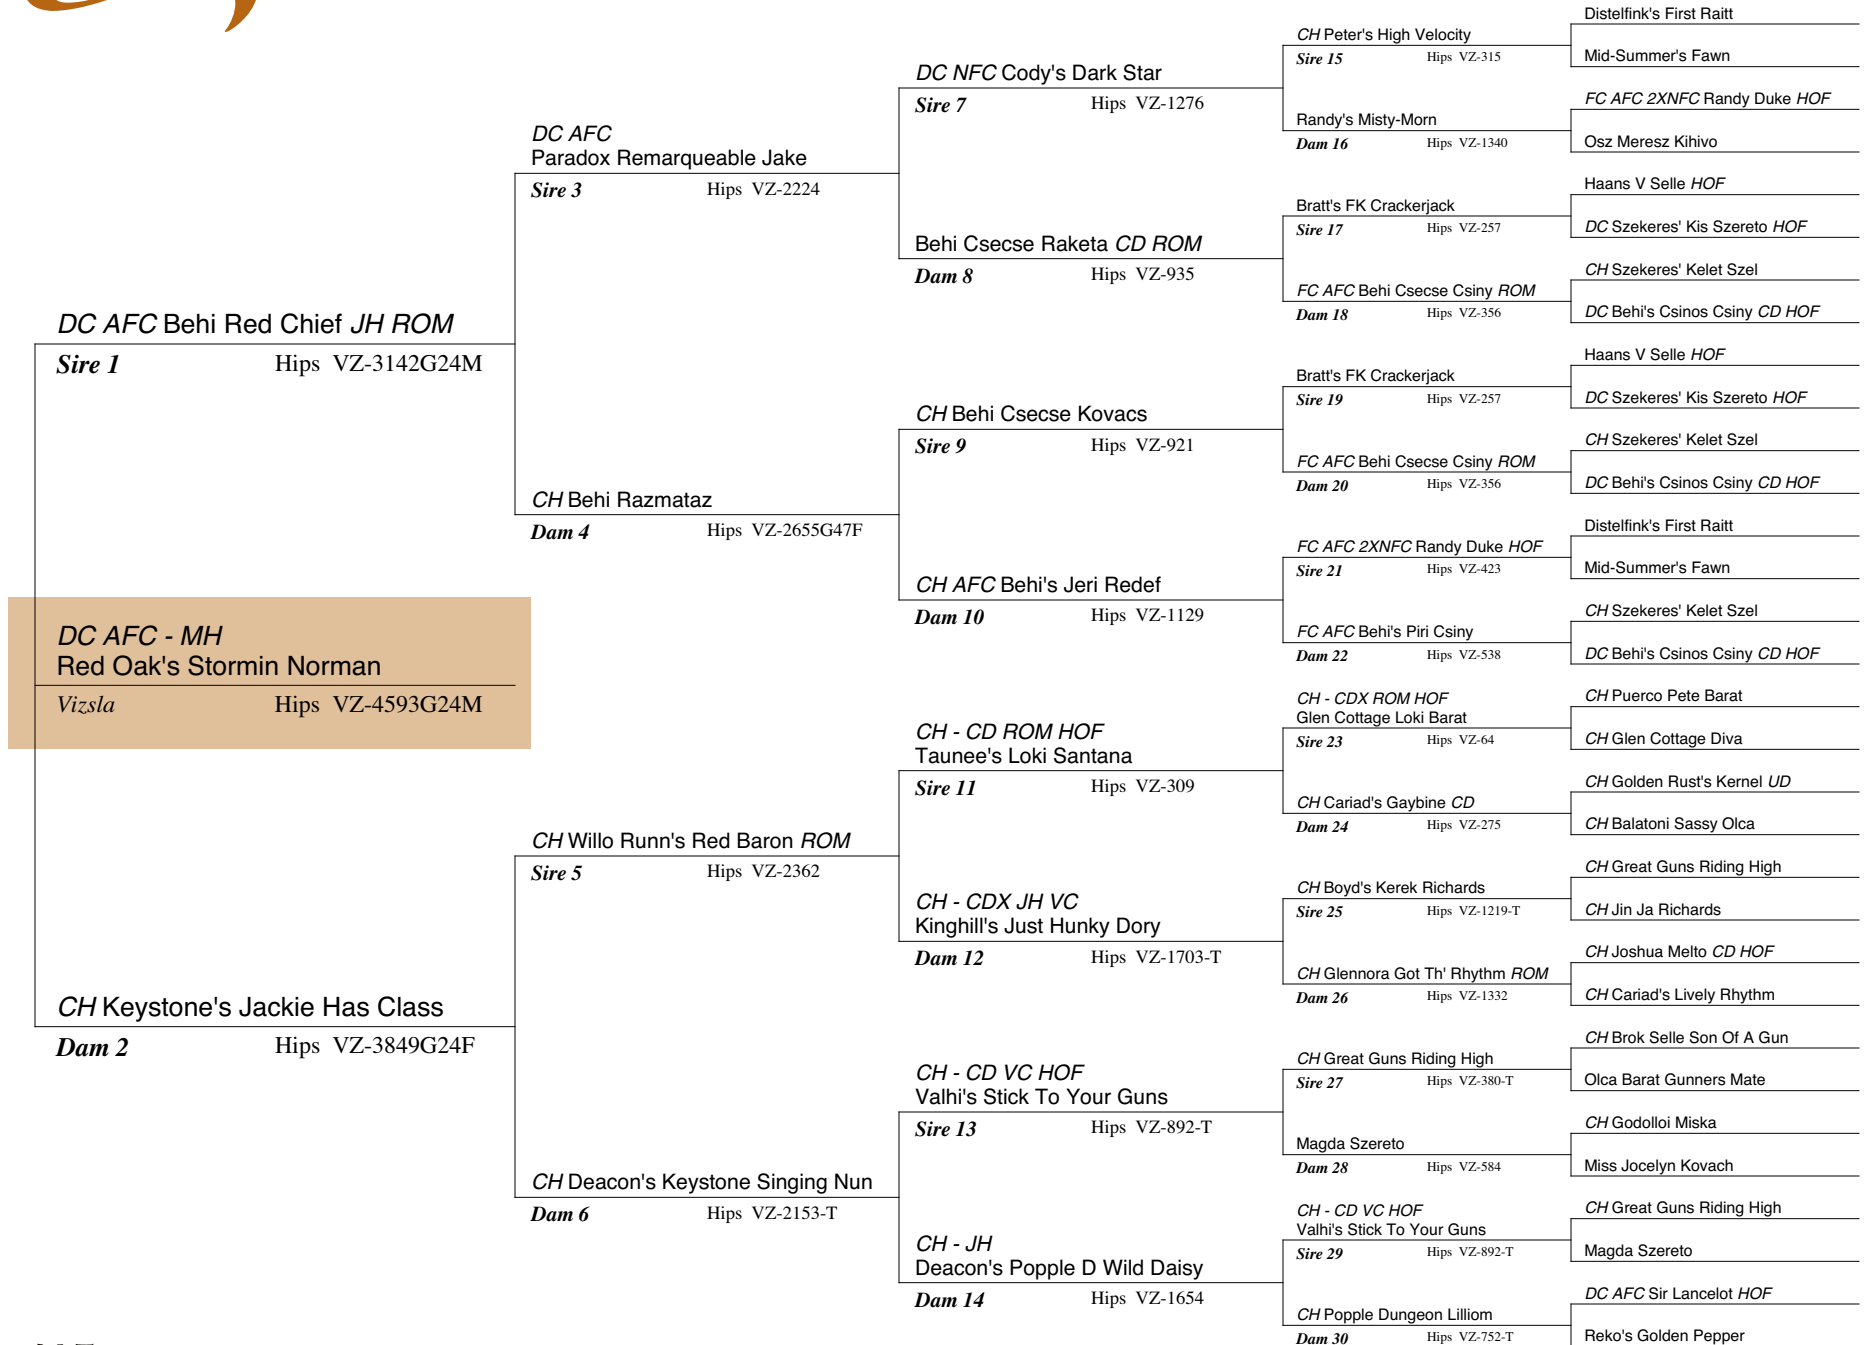 DC AFC - MH
Red Oak's Stormin Norman
Vizsla Hips VZ-4593G24M
DC AFC Behi Red Chief JH ROM
Sire 1 Hips VZ-3142G24M
CH Keystone's Jackie Has Class
Dam 2 Hips VZ-3849G24F
DC AFC
Paradox Remarqueable Jake
Sire 3 Hips VZ-2224
CH Behi Razmataz
Dam 4 Hips VZ-2655G47F
CH Willo Runn's Red Baron ROM
Sire 5 Hips VZ-2362
CH Deacon's Keystone Singing Nun
Dam 6 Hips VZ-2153-T
DC NFC Cody's Dark Star
Sire 7 Hips VZ-1276
Behi Csecse Raketa CD ROM
Dam 8 Hips VZ-935
CH Behi Csecse Kovacs
Sire 9 Hips VZ-921
CH AFC Behi's Jeri Redef
Dam 10 Hips VZ-1129
CH - CD ROM HOF
Taunee's Loki Santana
Sire 11 Hips VZ-309
CH - CDX JH VC
Kinghill's Just Hunky Dory
Dam 12 Hips VZ-1703-T
CH - CD VC HOF
Valhi's Stick To Your Guns
Sire 13 Hips VZ-892-T
CH - JH
Deacon's Popple D Wild Daisy
Dam 14 Hips VZ-1654
CH Peter's High Velocity
Sire 15 Hips VZ-315
Randy's Misty-Morn
Dam 16 Hips VZ-1340
Bratt's FK Crackerjack
Sire 17 Hips VZ-257
FC AFC Behi Csecse Csiny ROM
Dam 18 Hips VZ-356
Bratt's FK Crackerjack
Sire 19 Hips VZ-257
FC AFC Behi Csecse Csiny ROM
Dam 20 Hips VZ-356
FC AFC 2XNFC Randy Duke HOF
Sire 21 Hips VZ-423
FC AFC Behi's Piri Csiny
Dam 22 Hips VZ-538
CH - CDX ROM HOF
Glen Cottage Loki Barat
Sire 23 Hips VZ-64
CH Cariad's Gaybine CD
Dam 24 Hips VZ-275
CH Boyd's Kerek Richards
Sire 25 Hips VZ-1219-T
CH Glennora Got Th' Rhythm ROM
Dam 26 Hips VZ-1332
CH Great Guns Riding High
Sire 27 Hips VZ-380-T
Magda Szereto
Dam 28 Hips VZ-584
CH - CD VC HOF
Valhi's Stick To Your Guns
Sire 29 Hips VZ-892-T
CH Popple Dungeon Lilliom
Dam 30 Hips VZ-752-T
Distelfink's First Raitt
Mid-Summer's Fawn
FC AFC 2XNFC Randy Duke HOF
Osz Meresz Kihivo
Haans V Selle HOF
DC Szekeres' Kis Szereto HOF
CH Szekeres' Kelet Szel
DC Behi's Csinos Csiny CD HOF
Haans V Selle HOF
DC Szekeres' Kis Szereto HOF
CH Szekeres' Kelet Szel
DC Behi's Csinos Csiny CD HOF
Distelfink's First Raitt
Mid-Summer's Fawn
CH Szekeres' Kelet Szel
DC Behi's Csinos Csiny CD HOF
CH Puerco Pete Barat
CH Glen Cottage Diva
CH Golden Rust's Kernel UD
CH Balatoni Sassy Olca
CH Great Guns Riding High
CH Jin Ja Richards
CH Joshua Melto CD HOF
CH Cariad's Lively Rhythm
CH Brok Selle Son Of A Gun
Olca Barat Gunners Mate
CH Godolloi Miska
Miss Jocelyn Kovach
CH Great Guns Riding High
Magda Szereto
DC AFC Sir Lancelot HOF
Reko's Golden Pepper